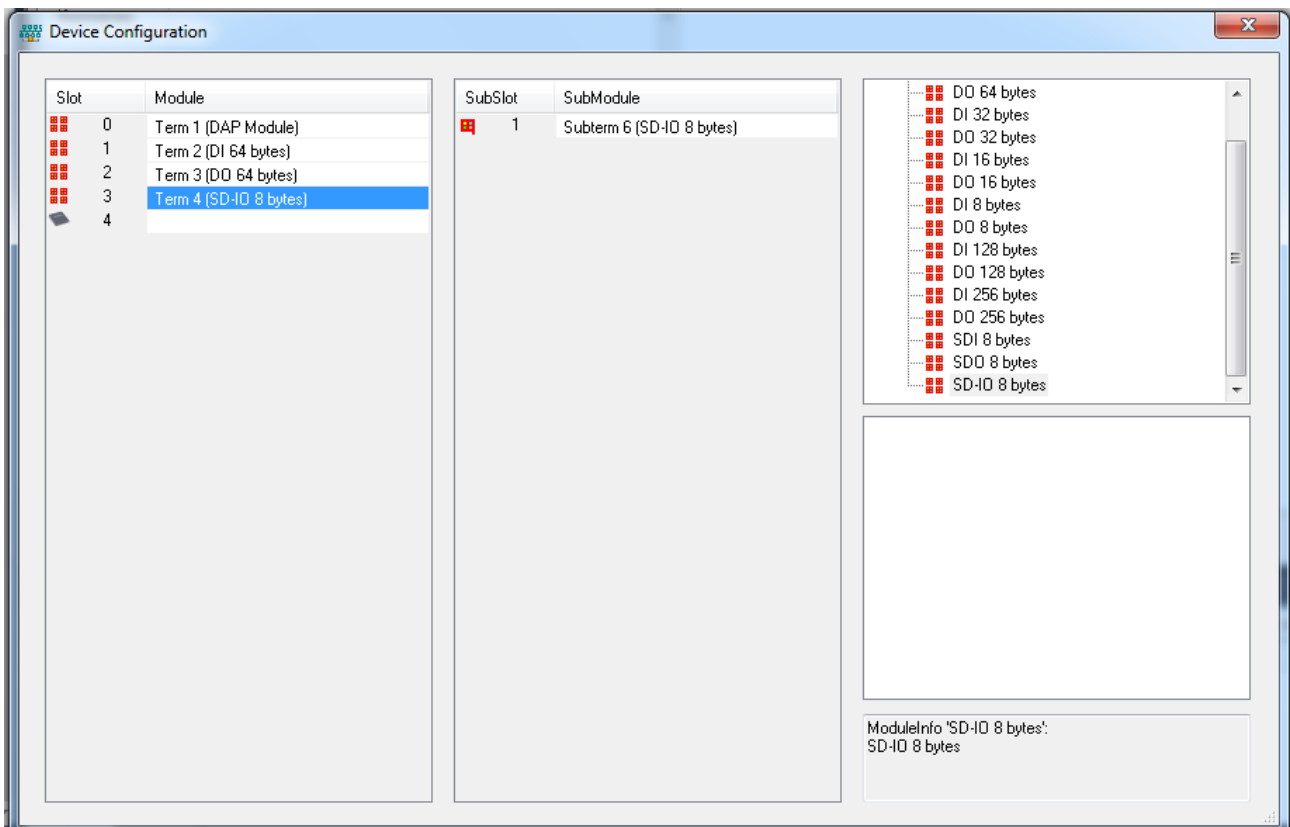 Device Configuration
Slot Module
0 Term 1 (DAP Module)
1 Term 2 (DI 64 bytes)
2 Term 3 (DO 64 bytes)
3 Term 4 (SD-IO 8 bytes)
4
SubSlot SubModule
1 Subterm 6 (SD-IO 8 bytes)
DO 64 bytes
DI 32 bytes
DO 32 bytes
DI 16 bytes
DO 16 bytes
DI 8 bytes
DO 8 bytes
DI 128 bytes
DO 128 bytes
DI 256 bytes
DO 256 bytes
SDI 8 bytes
SDO 8 bytes
SD-IO 8 bytes
ModuleInfo 'SD-IO 8 bytes':
SD-IO 8 bytes